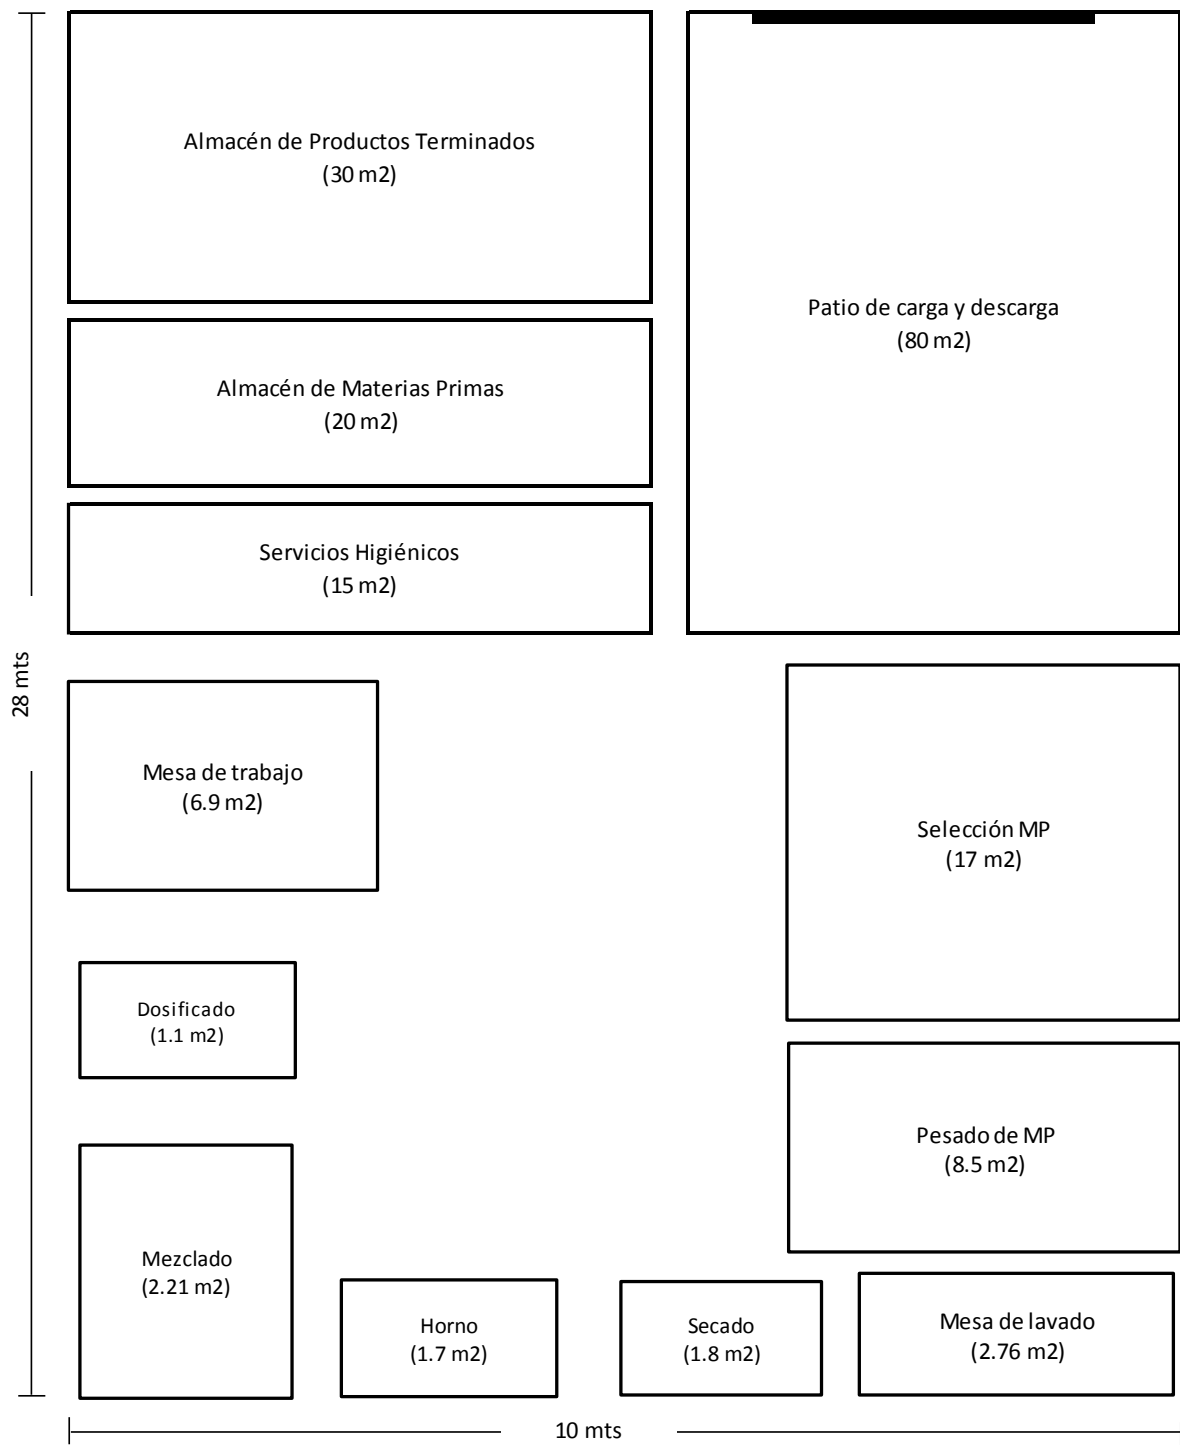 Almacén de Productos Terminados
(30 m2)
Patio de carga y descarga
(80 m2)
Almacén de Materias Primas
(20 m2)
Servicios Higiénicos
(15 m2)
28 mts
Mesa de trabajo
(6.9 m2)
Selección MP
(17 m2)
Dosificado
(1.1 m2)
Pesado de MP
(8.5 m2)
Mezclado
(2.21 m2)
Horno
(1.7 m2)
Secado
(1.8 m2)
Mesa de lavado
(2.76 m2)
10 mts